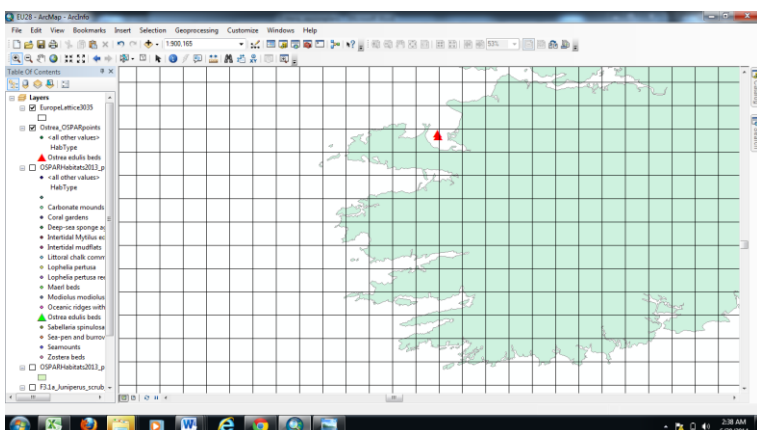 EU28 - ArcMap - ArcInfo
File Edit View Bookmarks Insert Selection Geoprocessing Customize Windows Help
1:900,165
53%
Table Of Contents
Layers
EuropeLattice3035
Ostrea_OSPARpoints
<all other values>
HabType
Ostrea edulis beds
OSPARHabitats2013_p
<all other values>
HabType
Carbonate mounds
Coral gardens
Deep-sea sponge ag
Intertidal Mytilus ed
Intertidal mudflats
Littoral chalk comm
Lophelia pertusa
Lophelia pertusa ree
Maerl beds
Modiolus modiolus
Oceanic ridges with
Ostrea edulis beds
Sabellaria spinulosa
Sea-pen and burrow
Seamounts
Zostera beds
OSPARHabitats2013_p
F3.1a_Juniperus_scrub
2:38 AM